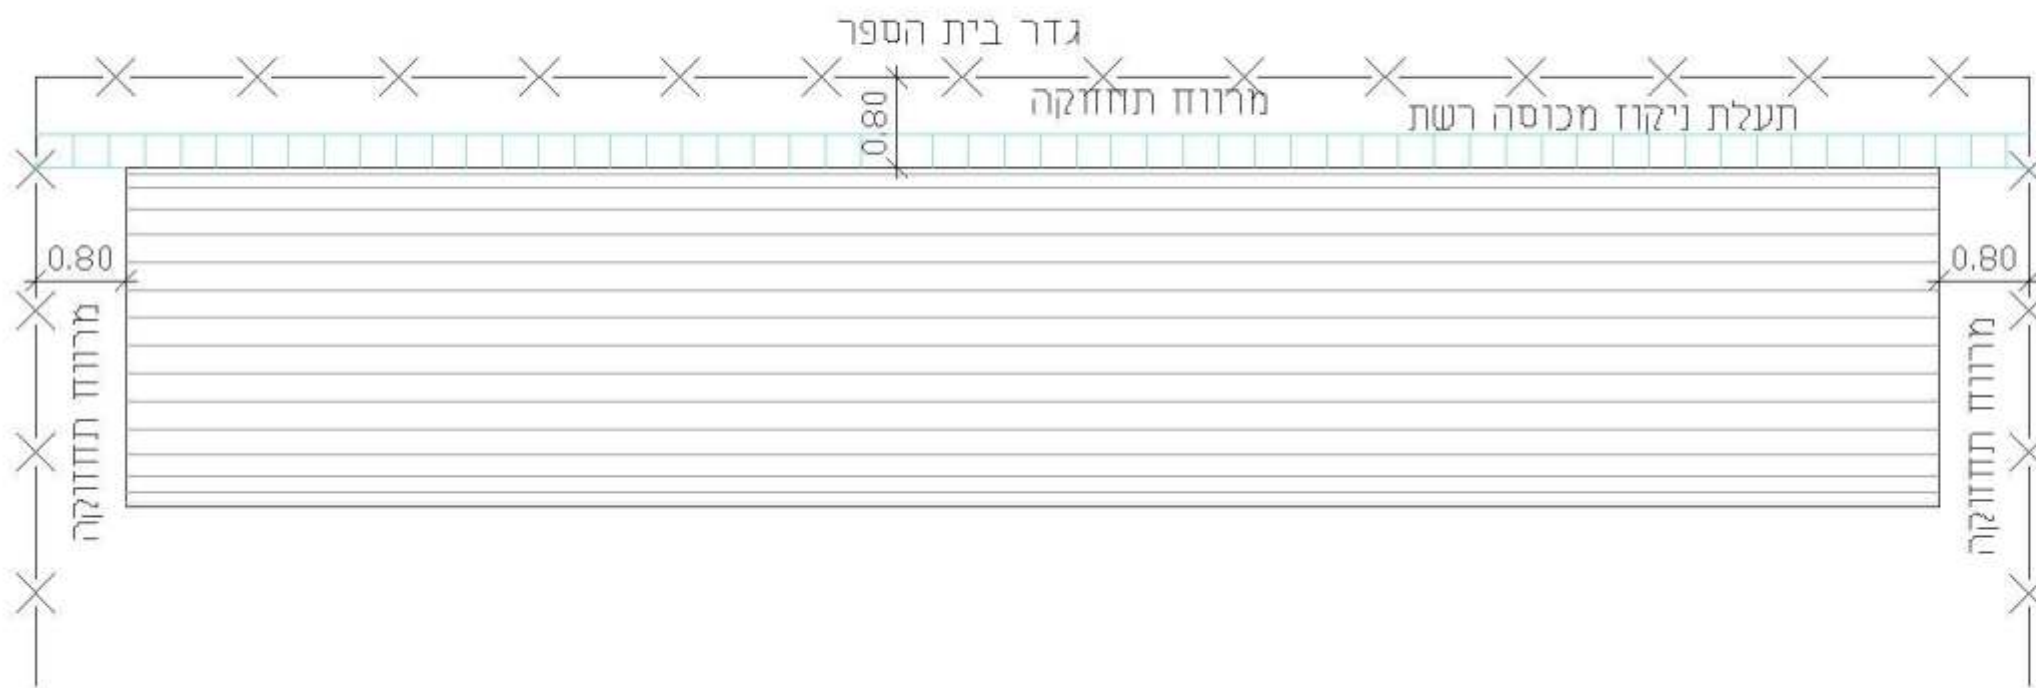 גדר בית הספר
מרווח תחזוקה
תעלת ניקוז מכוסה רשת
0.80
0.80
0.80
מרווח תחזוקה
מרווח תחזוקה